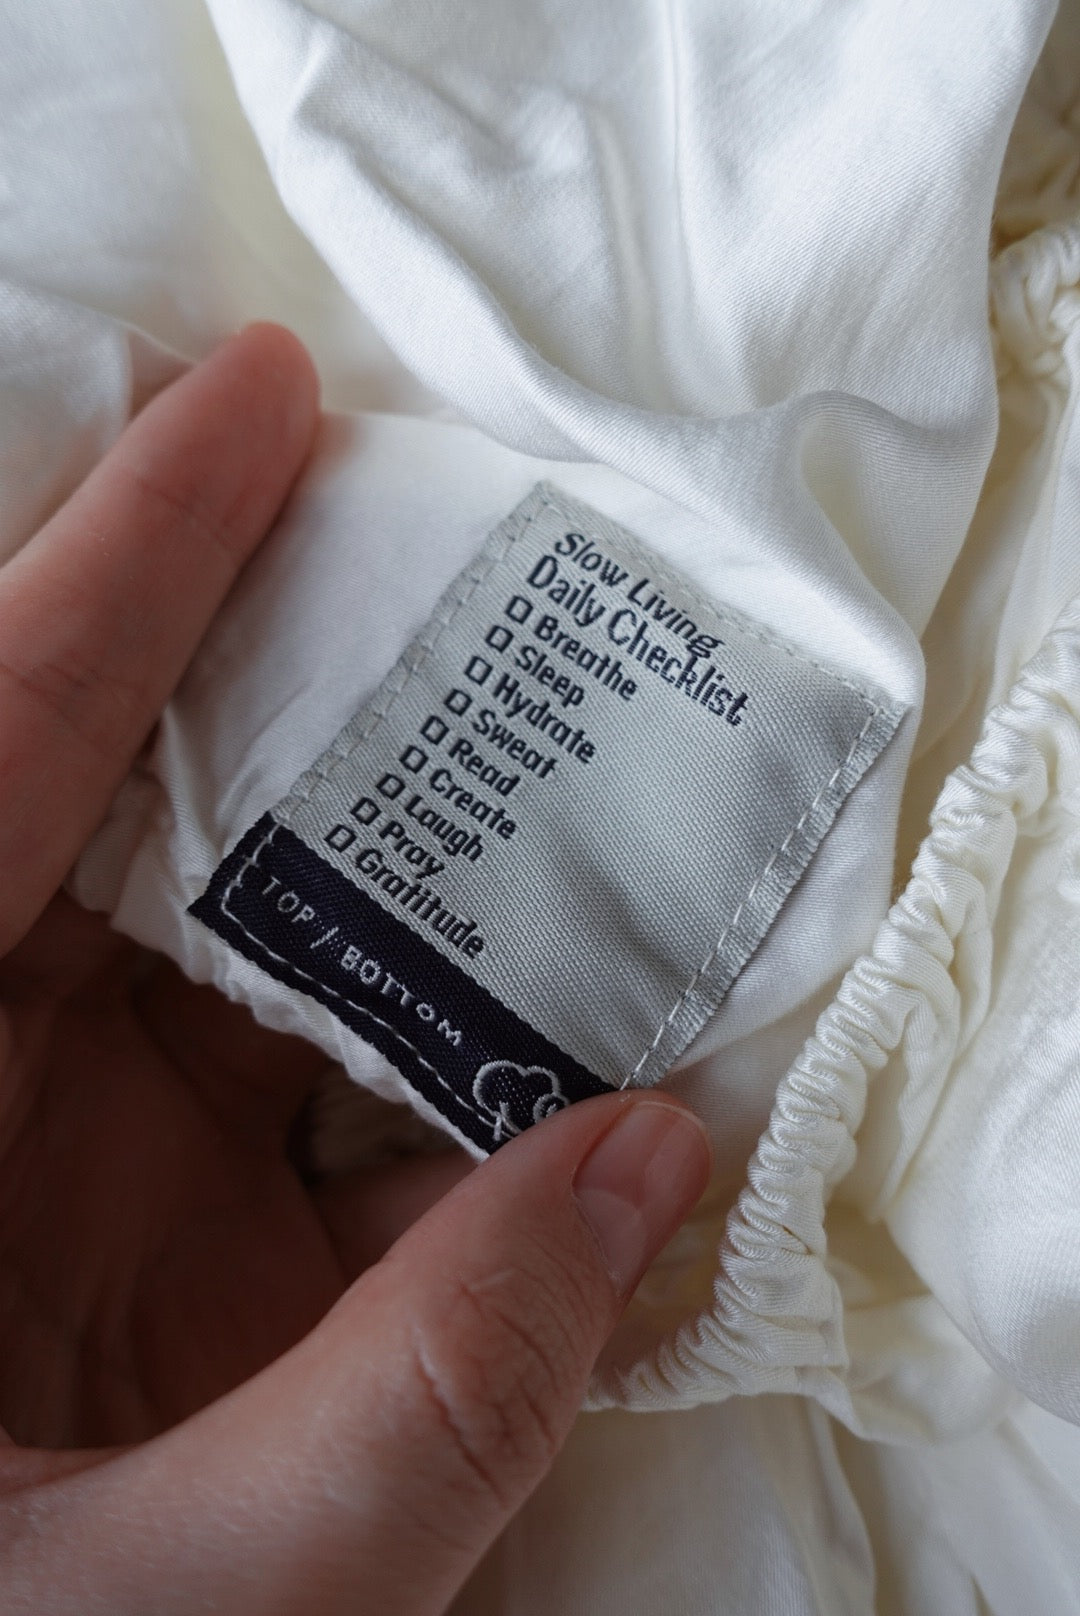 Slow Living
Daily Checklist
☐ Breathe
☐ Sleep
☐ Hydrate
☐ Sweat
☐ Read
☐ Create
☐ Laugh
☐ Pray
☐ Gratitude
TOP / BOTTOM